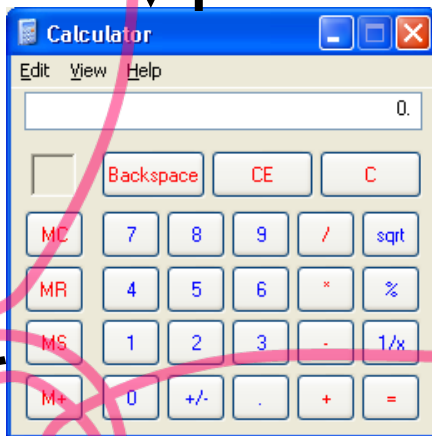 Calculator
Edit View Help
0.
Backspace CE C
MC 7 8 9 / sqrt
MR 4 5 6 * %
MS 1 2 3 - 1/x
M+ 0 +/- . + =